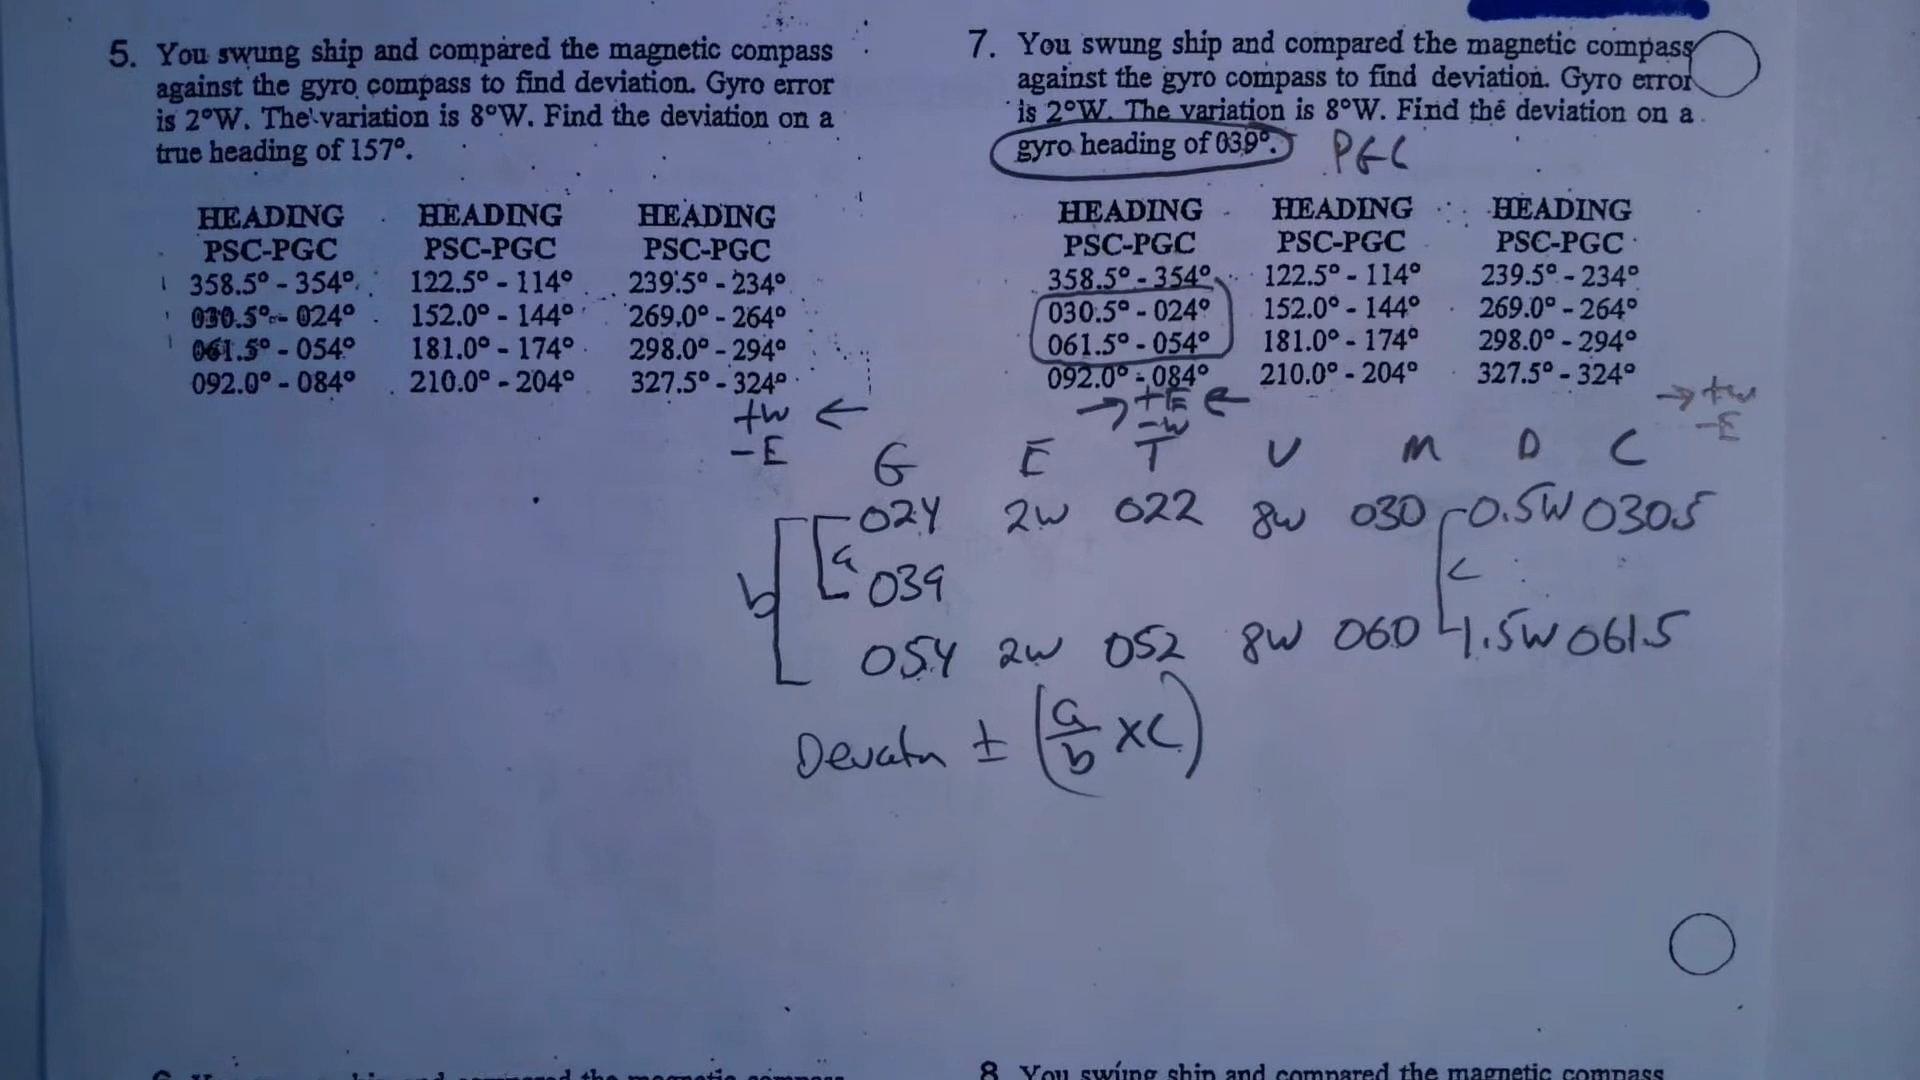 5. You swung ship and compared the magnetic compass
against the gyro compass to find deviation. Gyro error
is 2°W. The variation is 8°W. Find the deviation on a
true heading of 157°.
HEADING HEADING HEADING
PSC-PGC PSC-PGC PSC-PGC
358.5° - 354° 122.5° - 114° 239.5° - 234°
030.5° - 024° 152.0° - 144° 269.0° - 264°
061.5° - 054° 181.0° - 174° 298.0° - 294°
092.0° - 084° 210.0° - 204° 327.5° - 324°
7. You swung ship and compared the magnetic compass
against the gyro compass to find deviation. Gyro error
is 2°W. The variation is 8°W. Find the deviation on a
gyro heading of 039°. PGC
HEADING HEADING HEADING
PSC-PGC PSC-PGC PSC-PGC
358.5° - 354° 122.5° - 114° 239.5° - 234°
030.5° - 024° 152.0° - 144° 269.0° - 264°
061.5° - 054° 181.0° - 174° 298.0° - 294°
092.0° - 084° 210.0° - 204° 327.5° - 324°
+W ← → +E ← → +W
-E -W -E
G E T V M D C
024 2W 022 8W 030 0.5W 030.5
a c
b 039
054 2W 052 8W 060 1.5W 061.5
± (a/b × c)
8. You swung ship and compared the magnetic compass